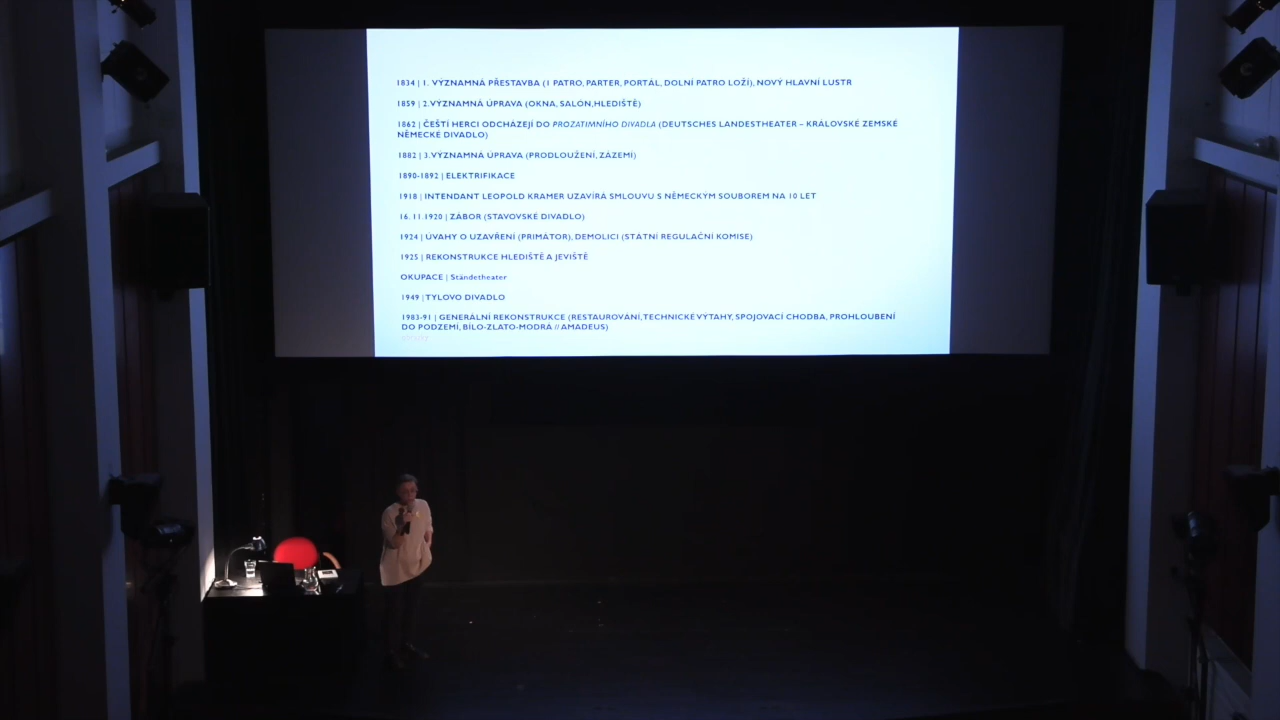 1834 | 1. VÝZNAMNÁ PŘESTAVBA (1 PATRO, PARTER, PORTÁL, DOLNÍ PATRO LOŽÍ), NOVÝ HLAVNÍ LUSTR
1859 | 2.VÝZNAMNÁ ÚPRAVA (OKNA, SALON,HLEDIŠTĚ)
1862 | ČEŠTÍ HERCI ODCHÁZEJÍ DO PROZATIMNÍHO DIVADLA (DEUTSCHES LANDESTHEATER – KRÁLOVSKÉ ZEMSKÉ
NĚMECKÉ DIVADLO)
1882 | 3.VÝZNAMNÁ ÚPRAVA (PRODLOUŽENÍ, ZÁZEMÍ)
1890-1892 | ELEKTRIFIKACE
1918 | INTENDANT LEOPOLD KRAMER UZAVÍRÁ SMLOUVU S NĚMECKÝM SOUBOREM NA 10 LET
16. 11.1920 | ZÁBOR (STAVOVSKÉ DIVADLO)
1924 | ÚVAHY O UZAVŘENÍ (PRIMÁTOR), DEMOLICI (STÁTNÍ REGULAČNÍ KOMISE)
1925 | REKONSTRUKCE HLEDIŠTĚ A JEVIŠTĚ
OKUPACE | Ständetheater
1949 | TYLOVO DIVADLO
1983-91 | GENERÁLNÍ REKONSTRUKCE (RESTAUROVÁNÍ, TECHNICKÉ VÝTAHY, SPOJOVACÍ CHODBA, PROHLOUBENÍ
DO PODZEMÍ, BÍLO-ZLATO-MODRÁ // AMADEUS)